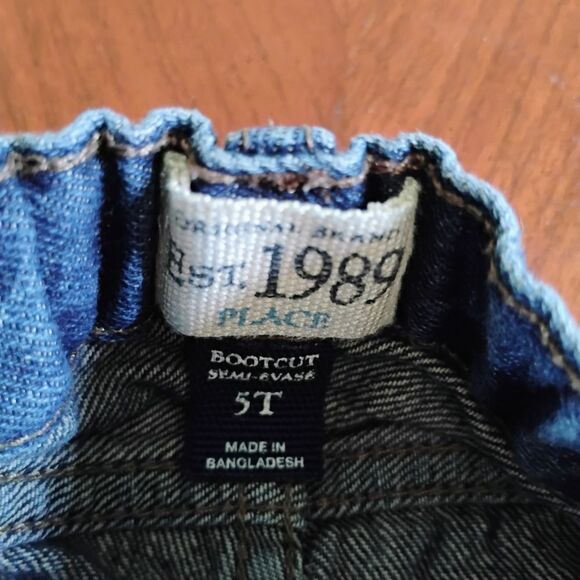 ORIGINAL BRAND
EST. 1989
PLACE
BOOTCUT
SEMI-EVASÉ
5T
MADE IN
BANGLADESH